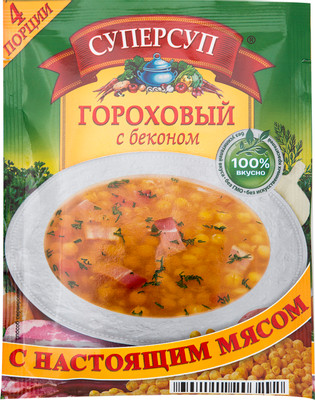 4
ПОРЦИИ
СУПЕРСУП®
ГОРОХОВЫЙ
с беконом
100%
ВКУСНО
С НАСТОЯЩИМ МЯСОМ